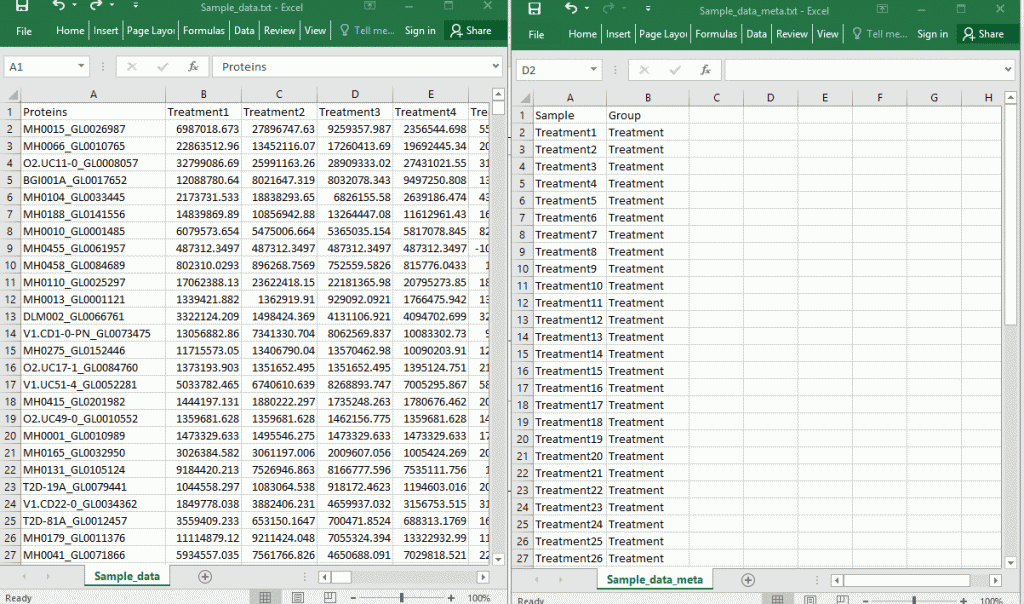 Sample_data.txt - Excel
File Home Insert Page Layou Formulas Data Review View Tell me... Sign in Share
A1 fx Proteins
A B C D E
1 Proteins Treatment1 Treatment2 Treatment3 Treatment4 Tre
2 MH0015_GL0026987 6987018.673 27896747.63 9259357.987 2356544.698 55
3 MH0066_GL0010765 22863512.96 13452116.07 17260413.69 19692445.34 20
4 O2.UC11-0_GL0008057 32799086.69 25991163.26 28909333.02 27431021.55 31
5 BGI001A_GL0017652 12088780.64 8021647.319 8032078.343 9497250.808 13
6 MH0104_GL0033445 2173731.533 18838293.65 6826155.58 2639186.474 43
7 MH0188_GL0141556 14839869.89 10856942.88 13264447.08 11612961.43 16
8 MH0010_GL0001485 6079573.654 5475006.664 5365035.154 5817078.845 82
9 MH0455_GL0061957 487312.3497 487312.3497 487312.3497 487312.3497 -10
10 MH0458_GL0084689 802310.0293 896268.7569 752559.5826 815776.0433 1
11 MH0110_GL0025297 17062388.13 23622418.15 22181365.98 20795273.85 18
12 MH0013_GL0001121 1339421.882 1362919.91 929092.0921 1766475.942 13
13 DLM002_GL0066761 3322124.209 1498424.369 4131106.921 4094702.699 32
14 V1.CD1-0-PN_GL0073475 13056882.86 7341330.704 8062569.837 10083302.73 9
15 MH0275_GL0152446 11715573.05 13406790.04 13570462.98 10090203.91 12
16 O2.UC17-1_GL0084760 1373193.903 1351652.495 1351652.495 1395124.751 21
17 V1.UC51-4_GL0052281 5033782.465 6740610.639 8268893.747 7005295.867 58
18 MH0415_GL0201982 1444197.131 1880222.297 1735248.263 1780676.462 20
19 O2.UC49-0_GL0010552 1359681.628 1359681.628 1462156.775 1359681.628 14
20 MH0001_GL0010989 1473329.633 1495546.275 1473329.633 1473329.633 17
21 MH0165_GL0032950 3026384.582 3061197.006 2009607.056 1005424.269 20
22 MH0131_GL0105124 9184420.213 7526946.863 8166777.596 7535111.756 1
23 T2D-19A_GL0079441 1044558.297 1083064.538 918172.4623 1194603.016 20
24 V1.CD22-0_GL0034362 1849778.038 3882406.231 4659937.032 3156753.515 31
25 T2D-81A_GL0012457 3559409.233 653150.1647 700471.8524 688313.1769 16
26 MH0179_GL0011376 11114879.12 9211424.048 7055324.394 13322932.99 11
27 MH0041_GL0071866 5934557.035 7561766.826 4650688.091 7029818.521 22
Sample_data
Ready 100%
Sample_data_meta.txt - Excel
File Home Insert Page Layou Formulas Data Review View Tell me... Sign in Share
D2 fx
A B C D E F G H
1 Sample Group
2 Treatment1 Treatment
3 Treatment2 Treatment
4 Treatment3 Treatment
5 Treatment4 Treatment
6 Treatment5 Treatment
7 Treatment6 Treatment
8 Treatment7 Treatment
9 Treatment8 Treatment
10 Treatment9 Treatment
11 Treatment10 Treatment
12 Treatment11 Treatment
13 Treatment12 Treatment
14 Treatment13 Treatment
15 Treatment14 Treatment
16 Treatment15 Treatment
17 Treatment16 Treatment
18 Treatment17 Treatment
19 Treatment18 Treatment
20 Treatment19 Treatment
21 Treatment20 Treatment
22 Treatment21 Treatment
23 Treatment22 Treatment
24 Treatment23 Treatment
25 Treatment24 Treatment
26 Treatment25 Treatment
27 Treatment26 Treatment
Sample_data_meta
Ready 100%